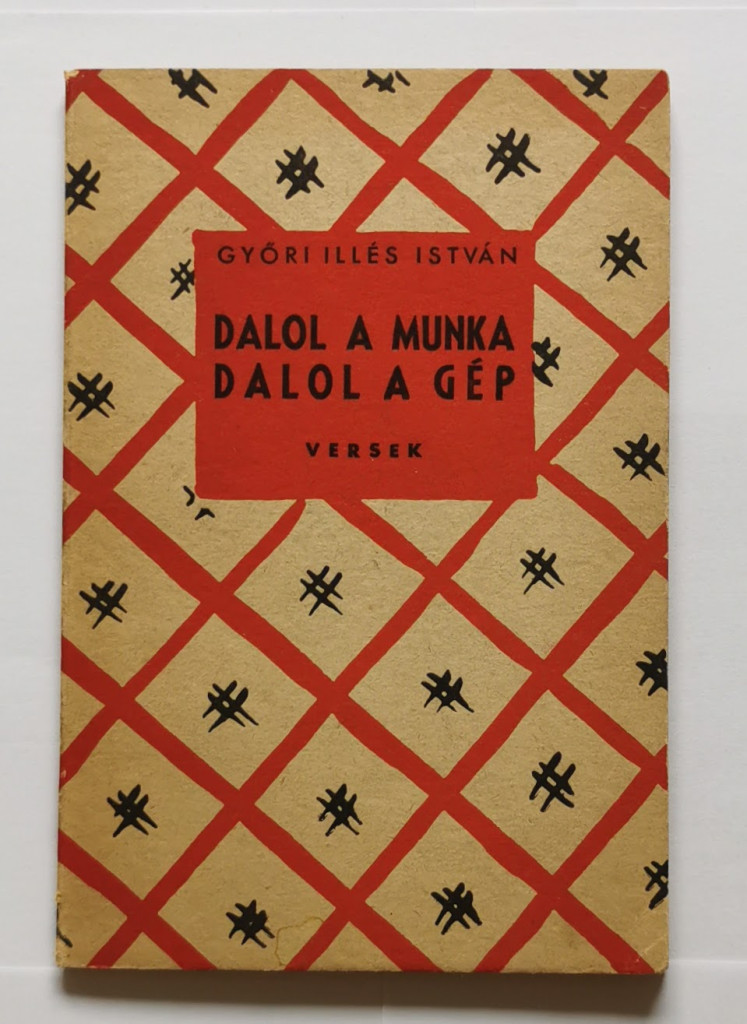 GYŐRI ILLÉS ISTVÁN
DALOL A MUNKA
DALOL A GÉP
VERSEK